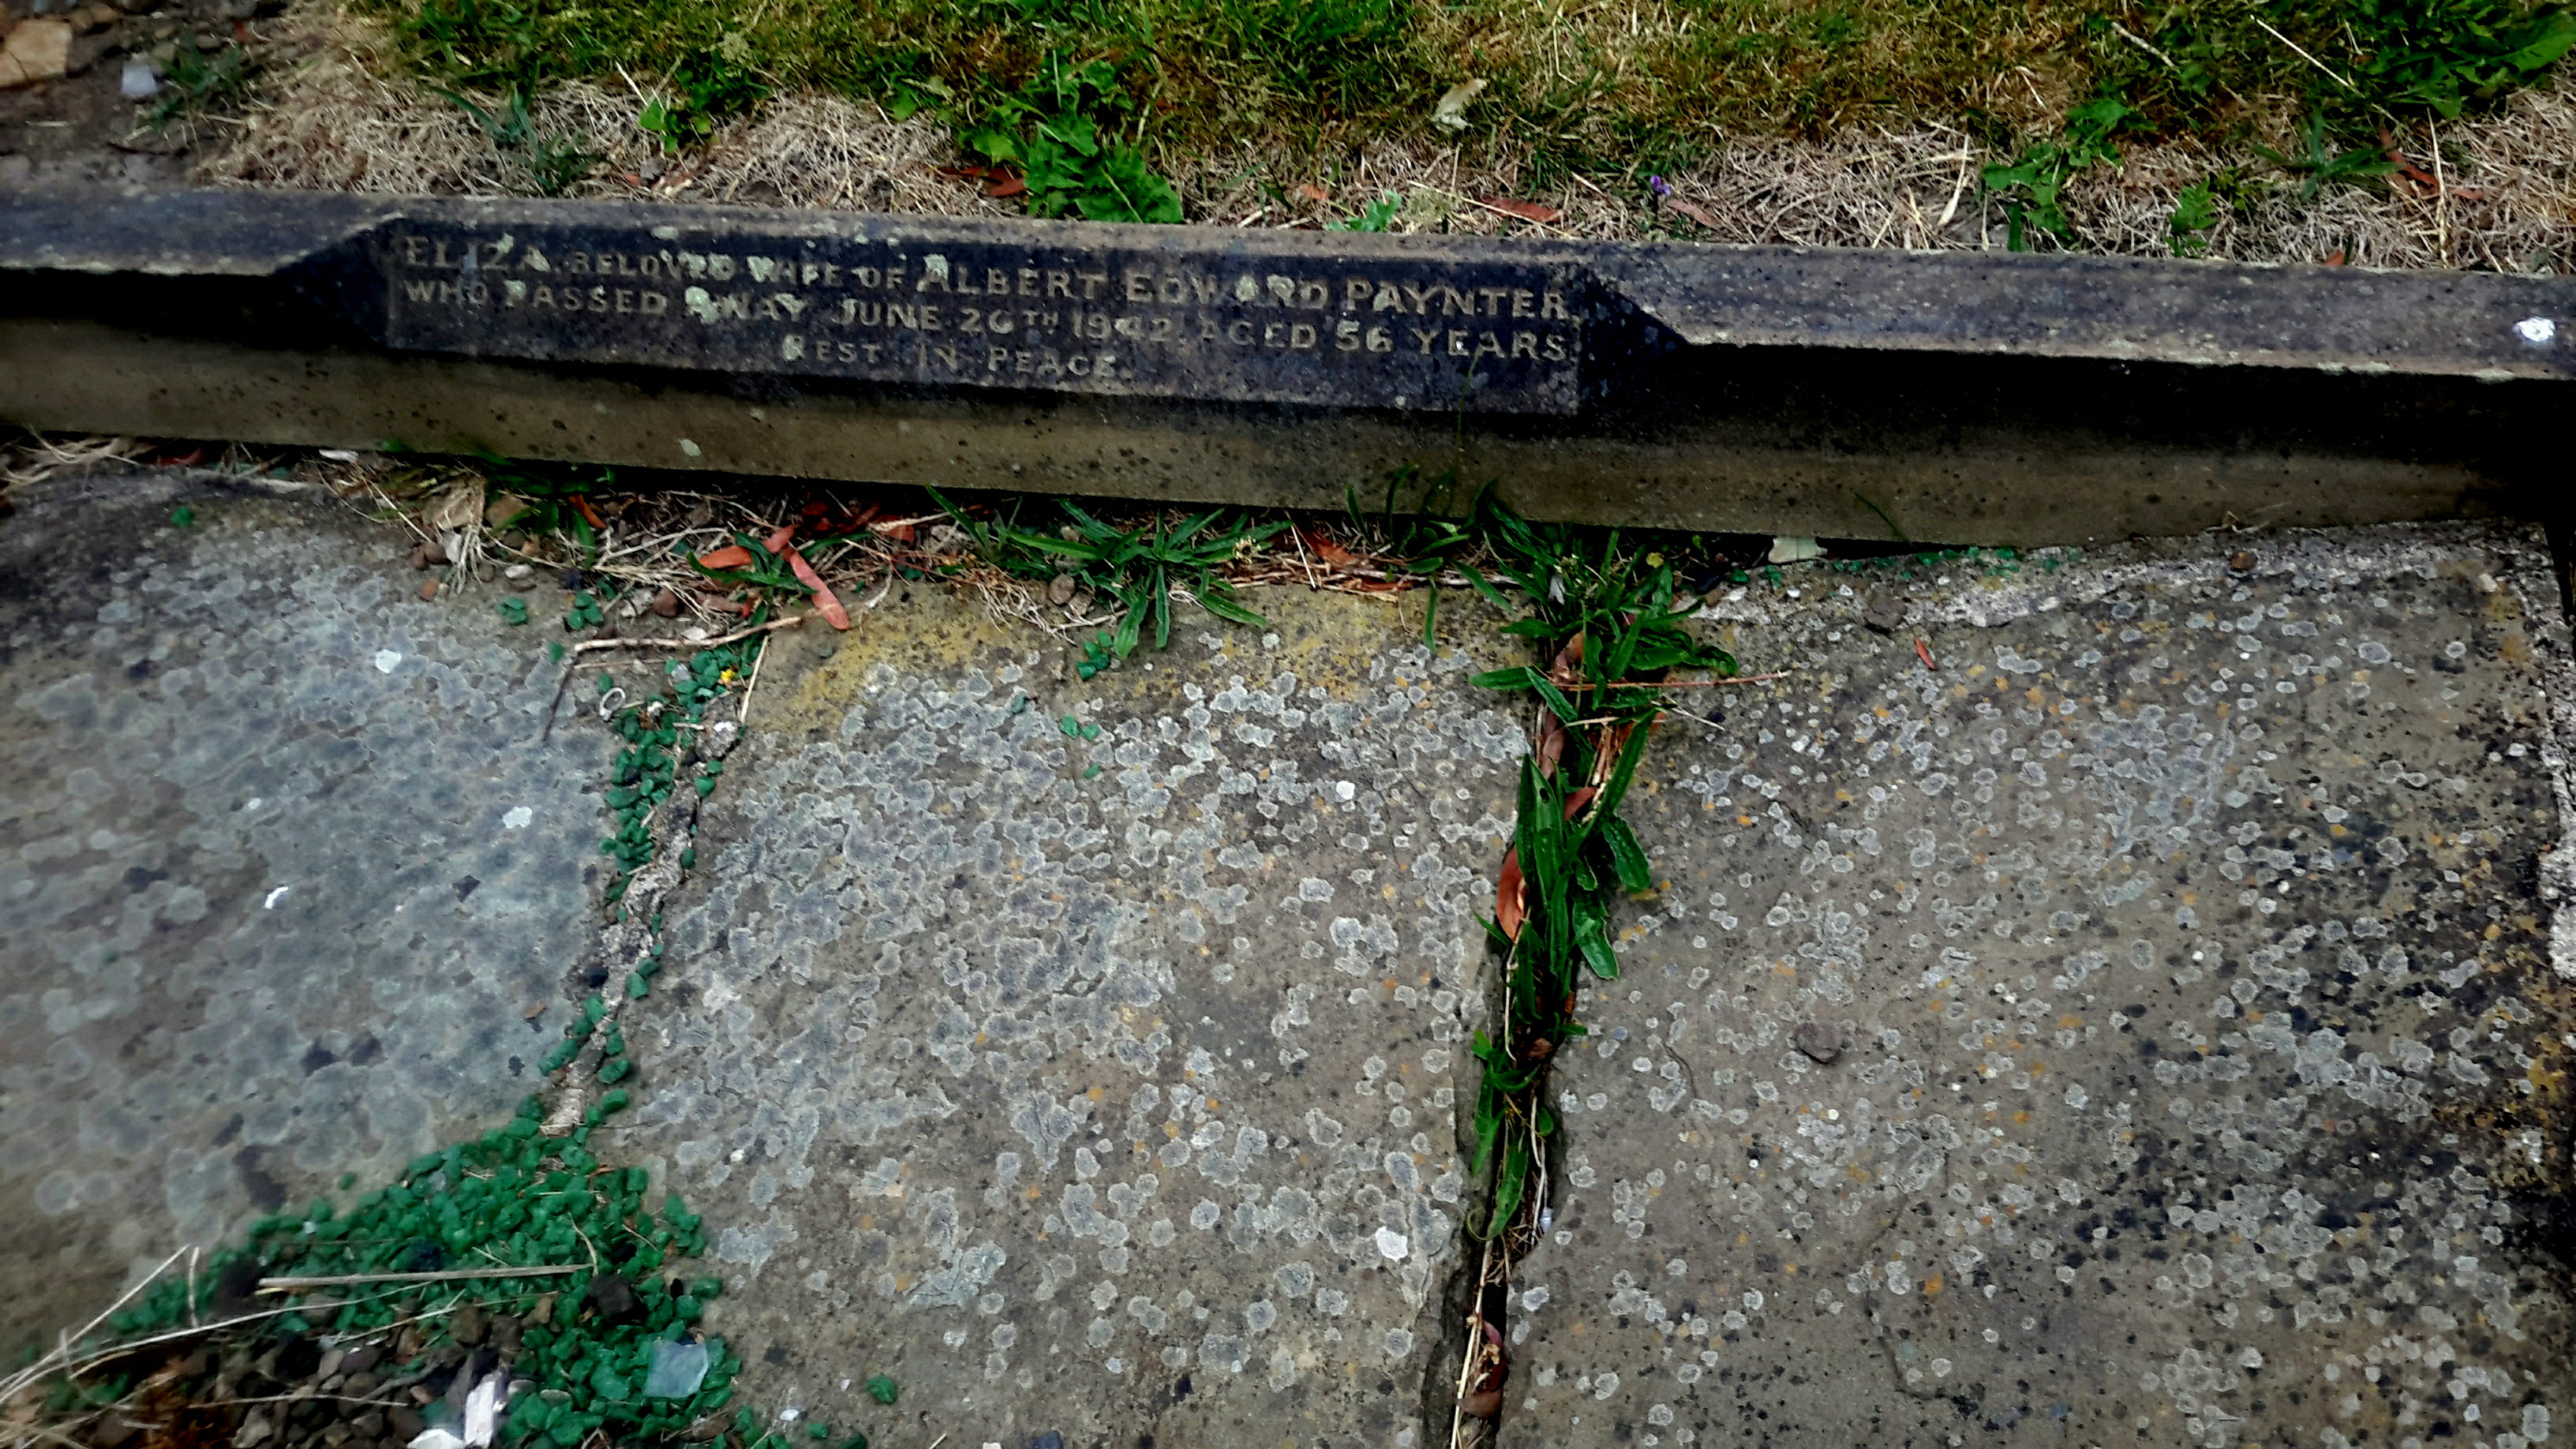 ELIZA, BELOVED WIFE OF ALBERT EDWARD PAYNTER,
WHO PASSED AWAY JUNE 26TH 1942, AGED 56 YEARS.
REST IN PEACE.